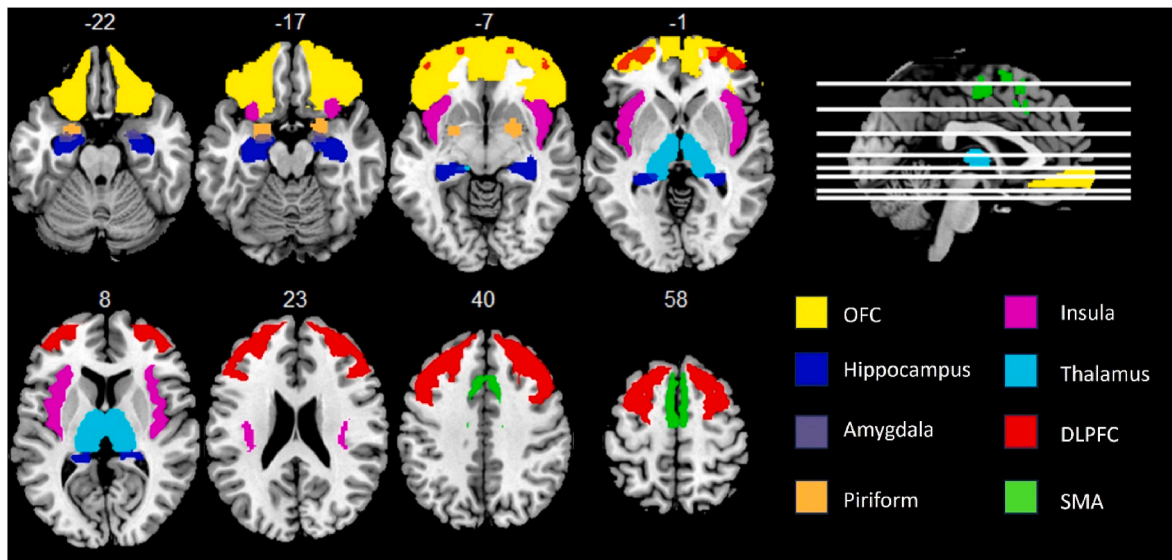 -22 -17 -7 -1
8 23 40 58
OFC Insula
Hippocampus Thalamus
Amygdala DLPFC
Piriform SMA